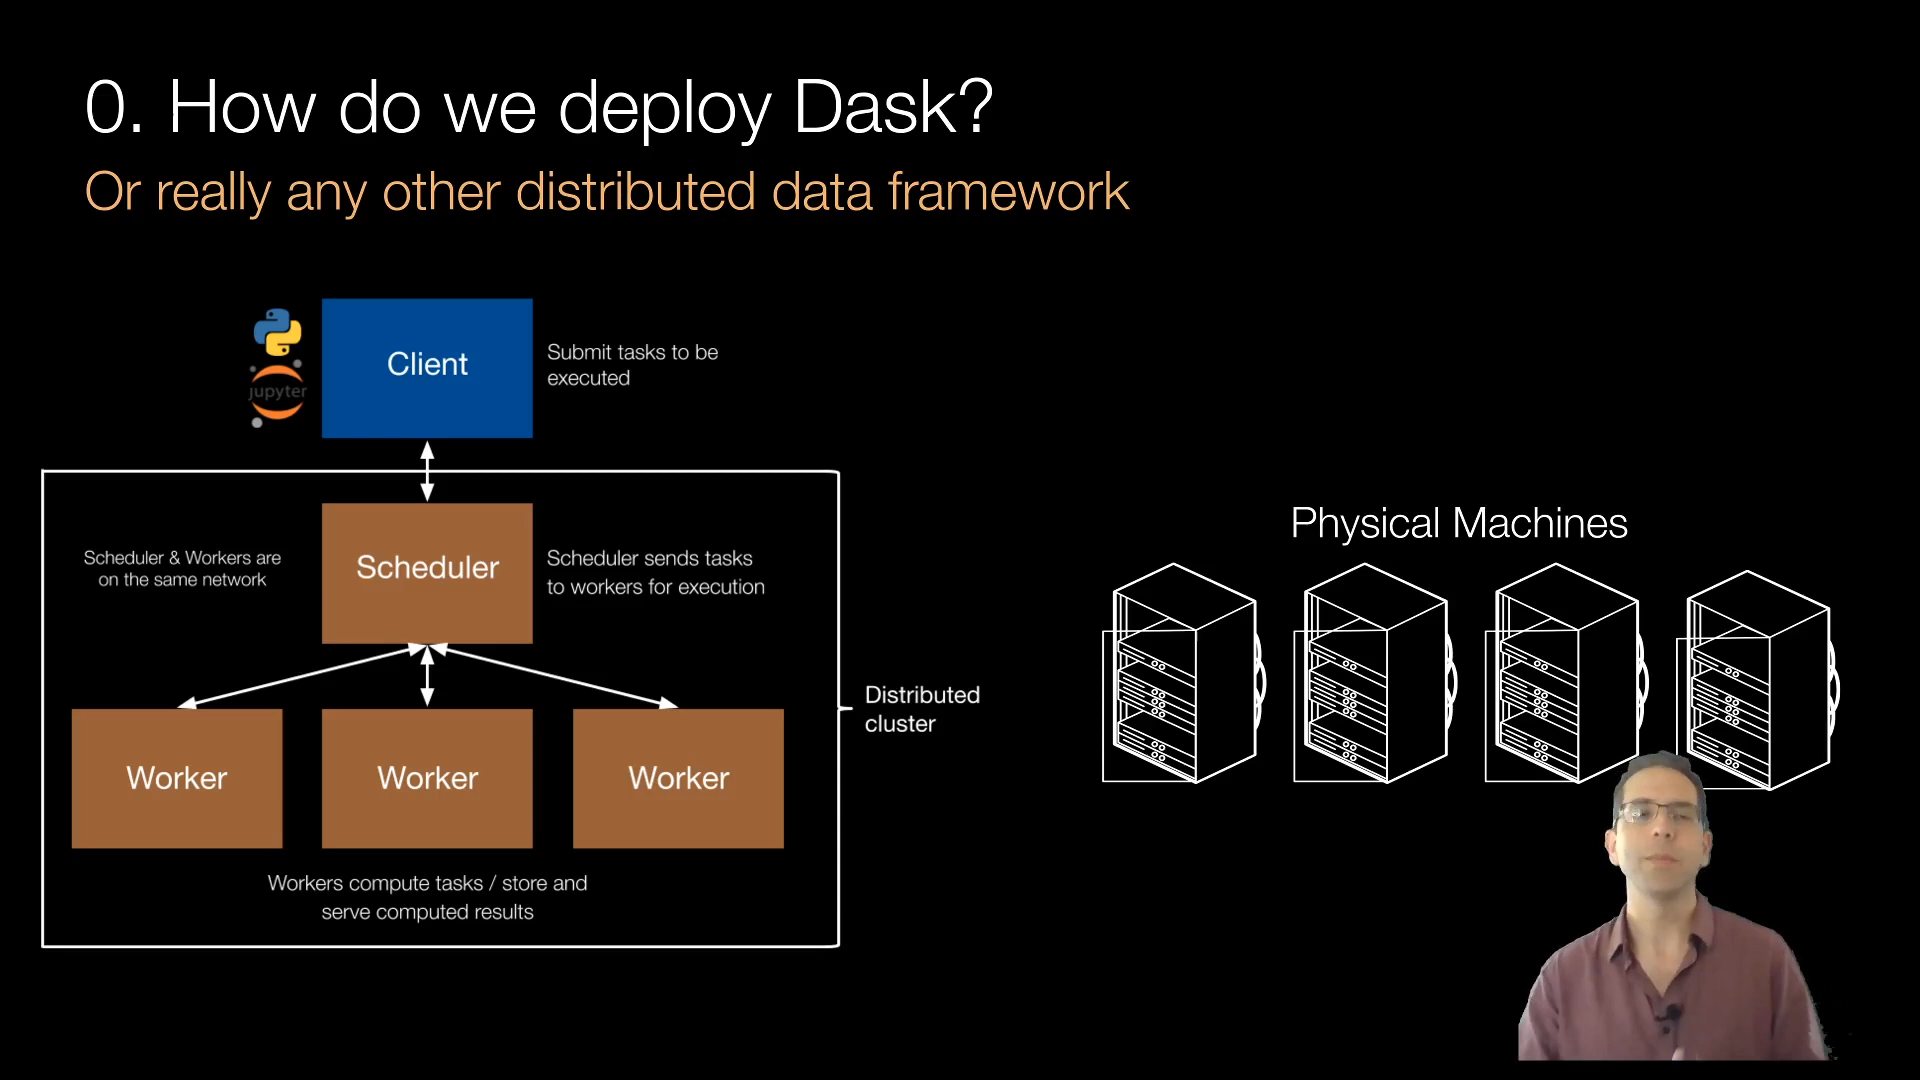 0. How do we deploy Dask?
Or really any other distributed data framework
jupyter
Client
Submit tasks to be
executed
Scheduler & Workers are
on the same network
Scheduler
Scheduler sends tasks
to workers for execution
Worker
Worker
Worker
Workers compute tasks / store and
serve computed results
Distributed
cluster
Physical Machines